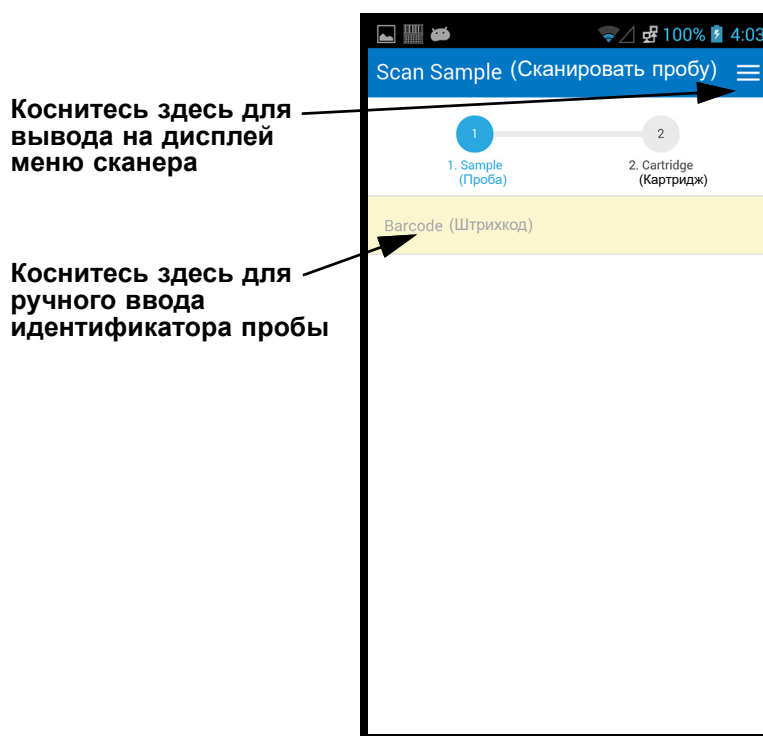 100% 4:03
Scan Sample (Сканировать пробу)
Коснитесь здесь для
вывода на дисплей
меню сканера
1 2
1. Sample 2. Cartridge
(Проба) (Картридж)
Barcode (Штрихкод)
Коснитесь здесь для
ручного ввода
идентификатора пробы